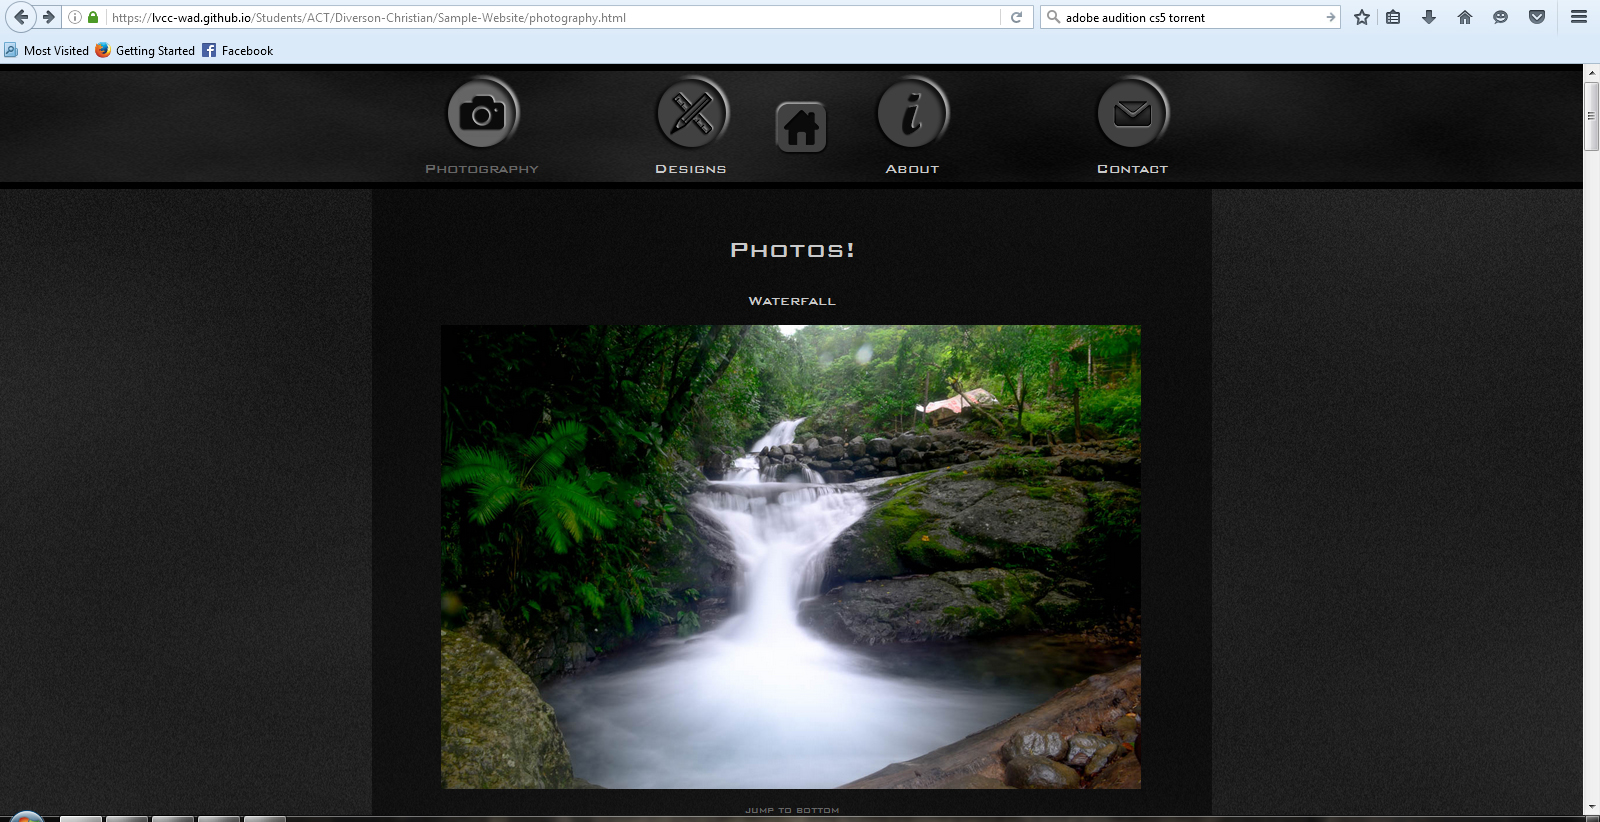 https://lvcc-wad.github.io/Students/ACT/Diverson-Christian/Sample-Website/photography.html
adobe audition cs5 torrent
Most Visited Getting Started Facebook
Photography Designs About Contact
Photos!
Waterfall
Jump to bottom